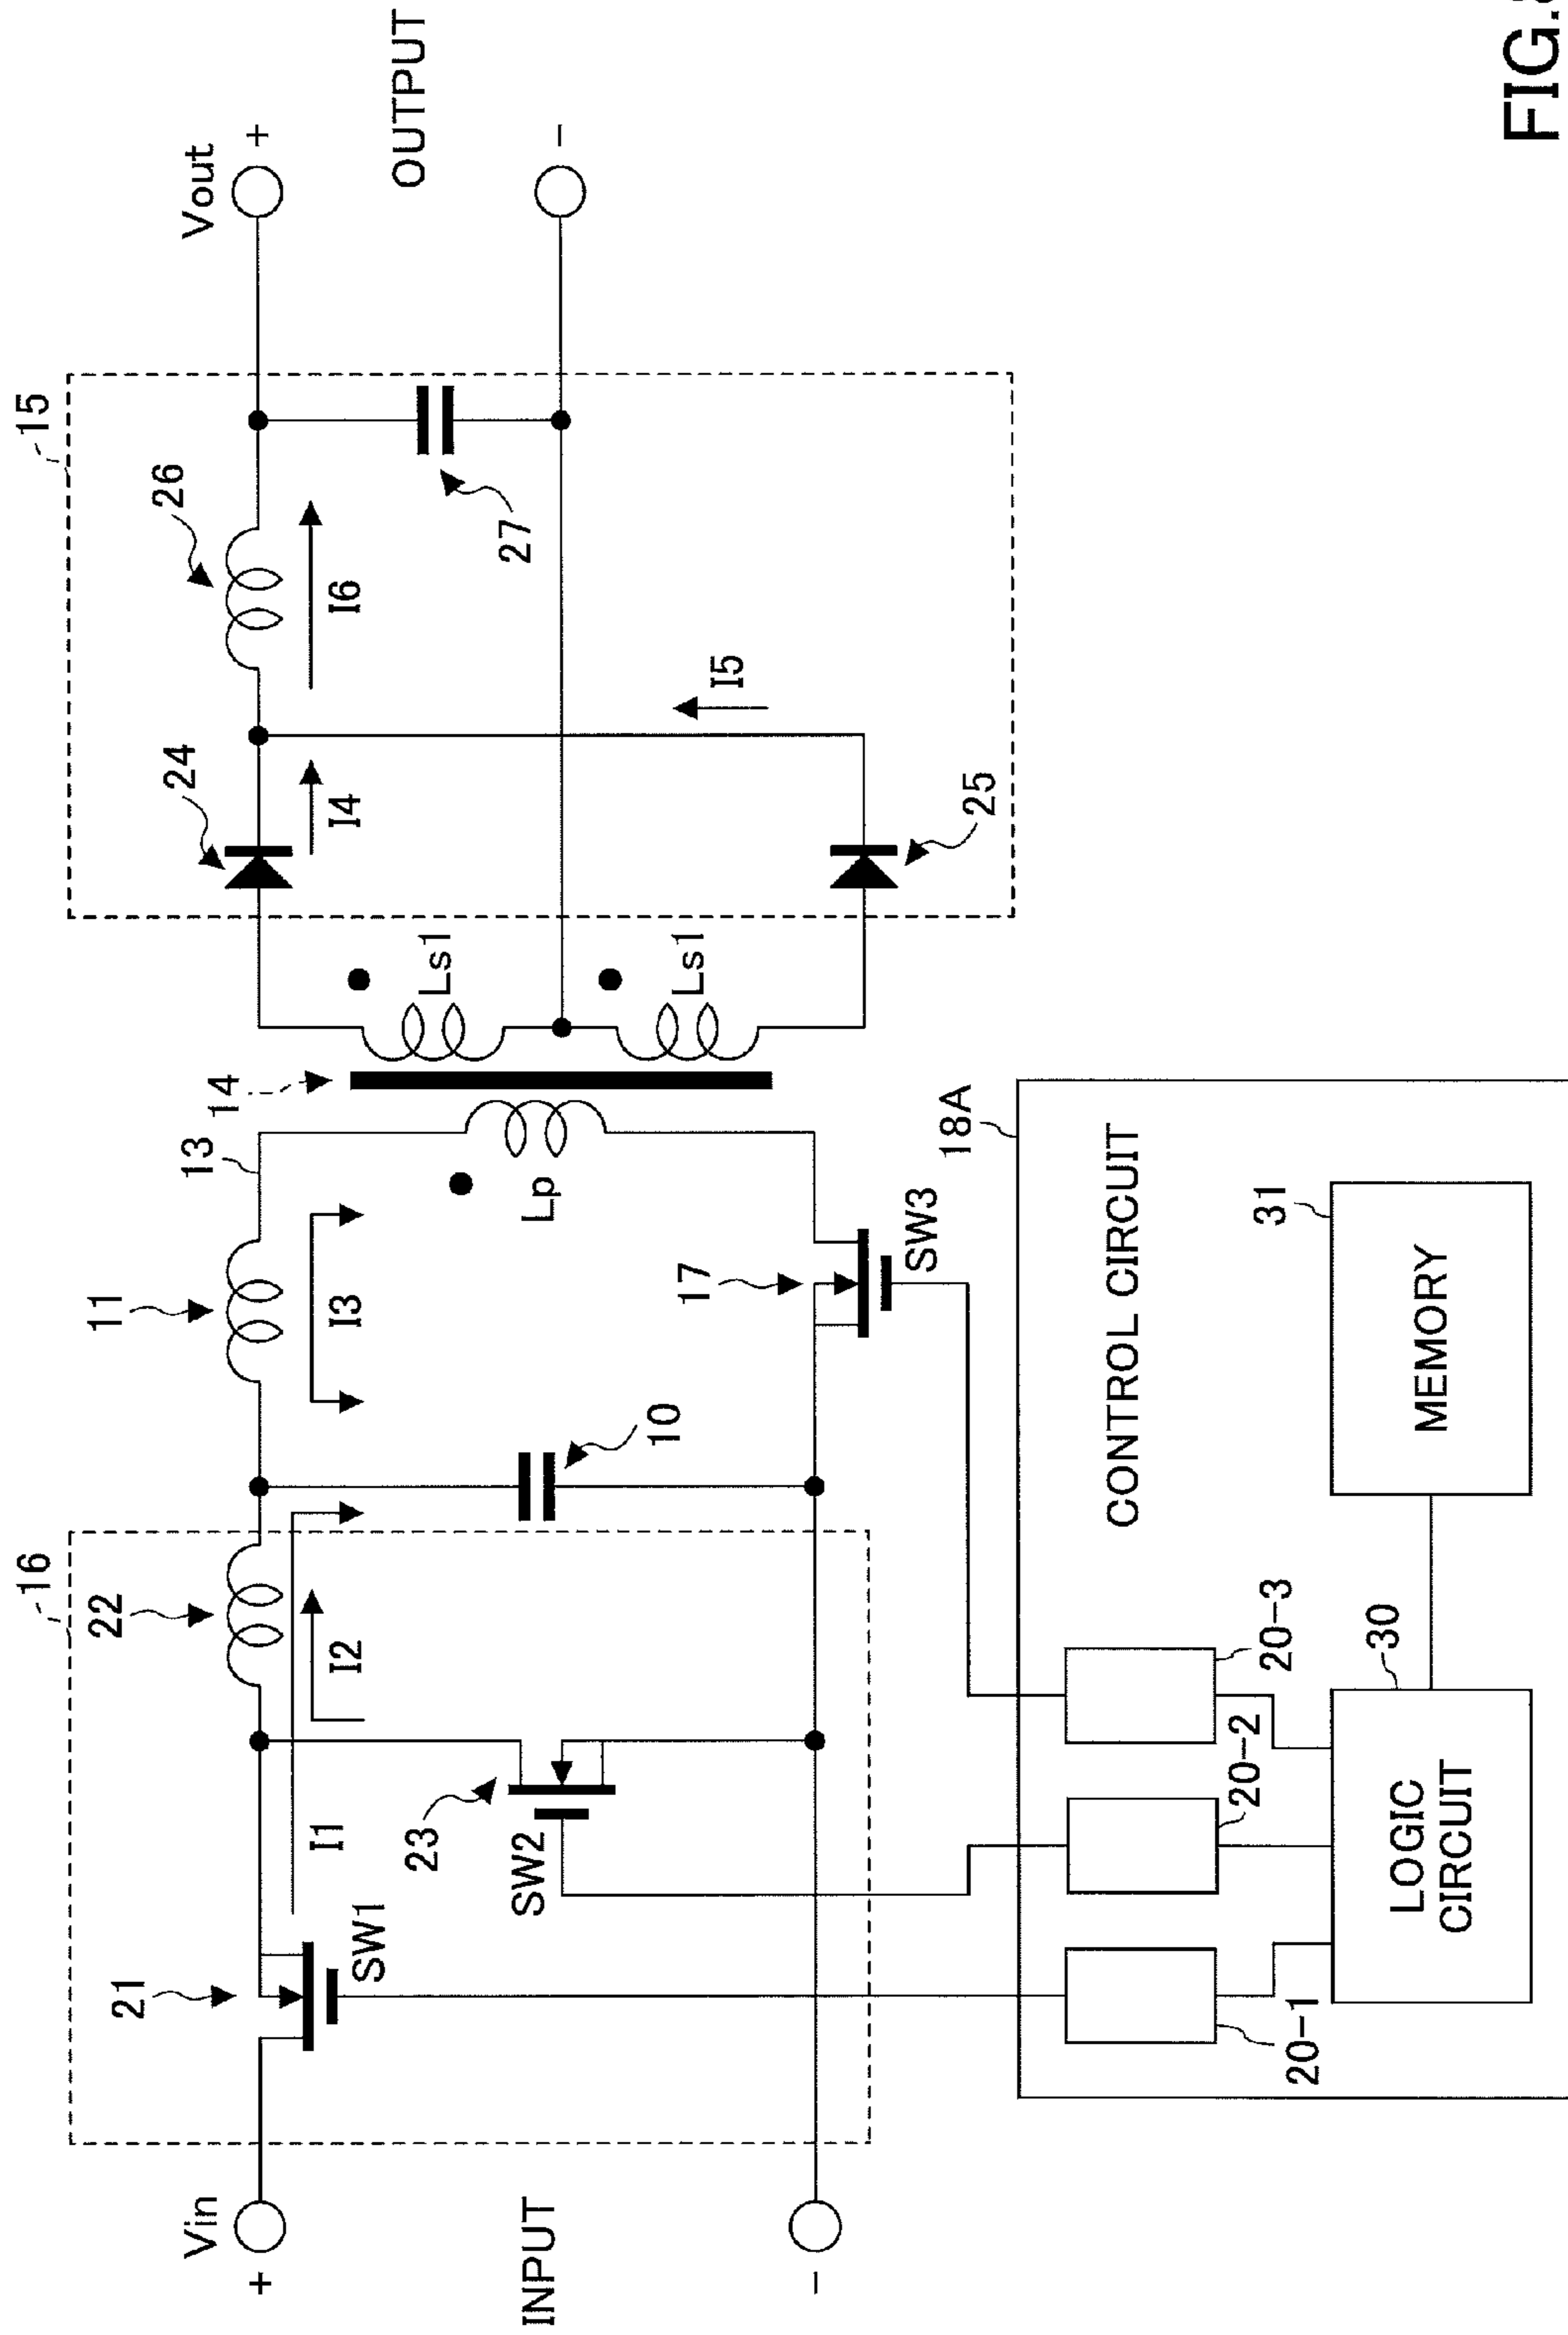 Vin
+
INPUT
-
16
21
SW1
I1
22
I2
23
SW2
10
11
I3
13
14
Lp
17
SW3
Ls1
Ls1
15
24
I4
25
I5
26
I6
27
Vout
+
OUTPUT
-
18A
CONTROL CIRCUIT
20-1
20-2
20-3
30
LOGIC
CIRCUIT
31
MEMORY
FIG.